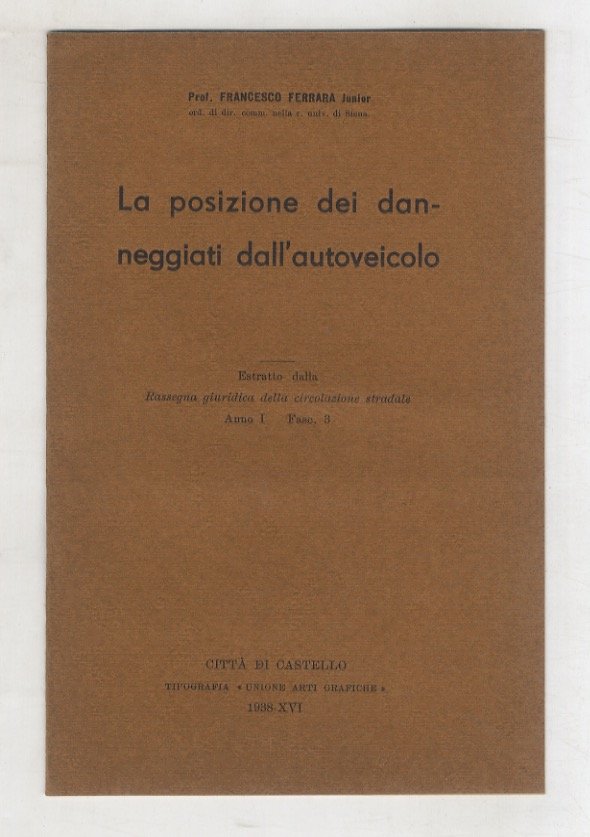 Prof. FRANCESCO FERRARA Junior
ord. di dir. comm. nella r. univ. di Siena
La posizione dei dan-
neggiati dall'autoveicolo
Estratto dalla
Rassegna giuridica della circolazione stradale
Anno I Fasc. 3
CITTÀ DI CASTELLO
TIPOGRAFIA « UNIONE ARTI GRAFICHE »
1938-XVI